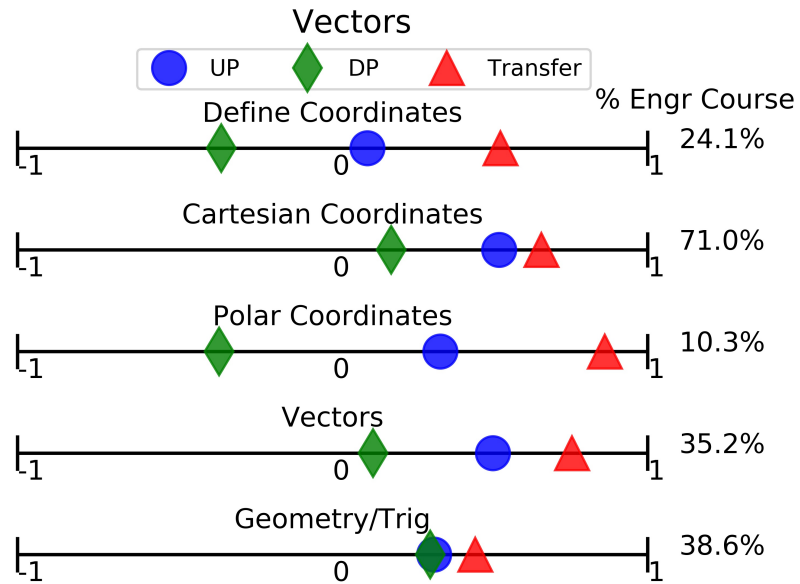 Vectors
UP DP Transfer
% Engr Course
Define Coordinates
-1 0 1 24.1%
Cartesian Coordinates
-1 0 1 71.0%
Polar Coordinates
-1 0 1 10.3%
Vectors
-1 0 1 35.2%
Geometry/Trig
-1 0 1 38.6%